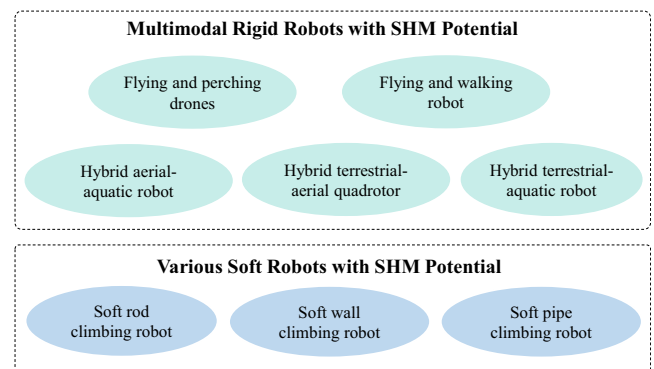 Multimodal Rigid Robots with SHM Potential
Flying and perching
drones
Flying and walking
robot
Hybrid aerial-
aquatic robot
Hybrid terrestrial-
aerial quadrotor
Hybrid terrestrial-
aquatic robot
Various Soft Robots with SHM Potential
Soft rod
climbing robot
Soft wall
climbing robot
Soft pipe
climbing robot